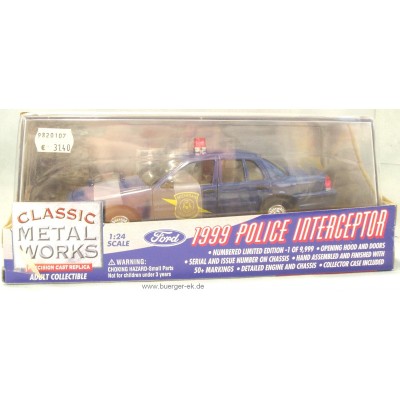 PR20107
€ 3140
CLASSIC
METAL
WORKS
PRECISION CAST REPLICA
ADULT COLLECTIBLE
1:24
SCALE
Ford
1999 POLICE INTERCEPTOR
• NUMBERED LIMITED EDITION - 1 OF 9,999 • OPENING HOOD AND DOORS
• SERIAL AND ISSUE NUMBER ON CHASSIS • HAND ASSEMBLED AND FINISHED WITH
50+ MARKINGS • DETAILED ENGINE AND CHASSIS • COLLECTOR CASE INCLUDED
WARNING:
CHOKING HAZARD-Small Parts
Not for children under 3 years
www.buerger-ek.de